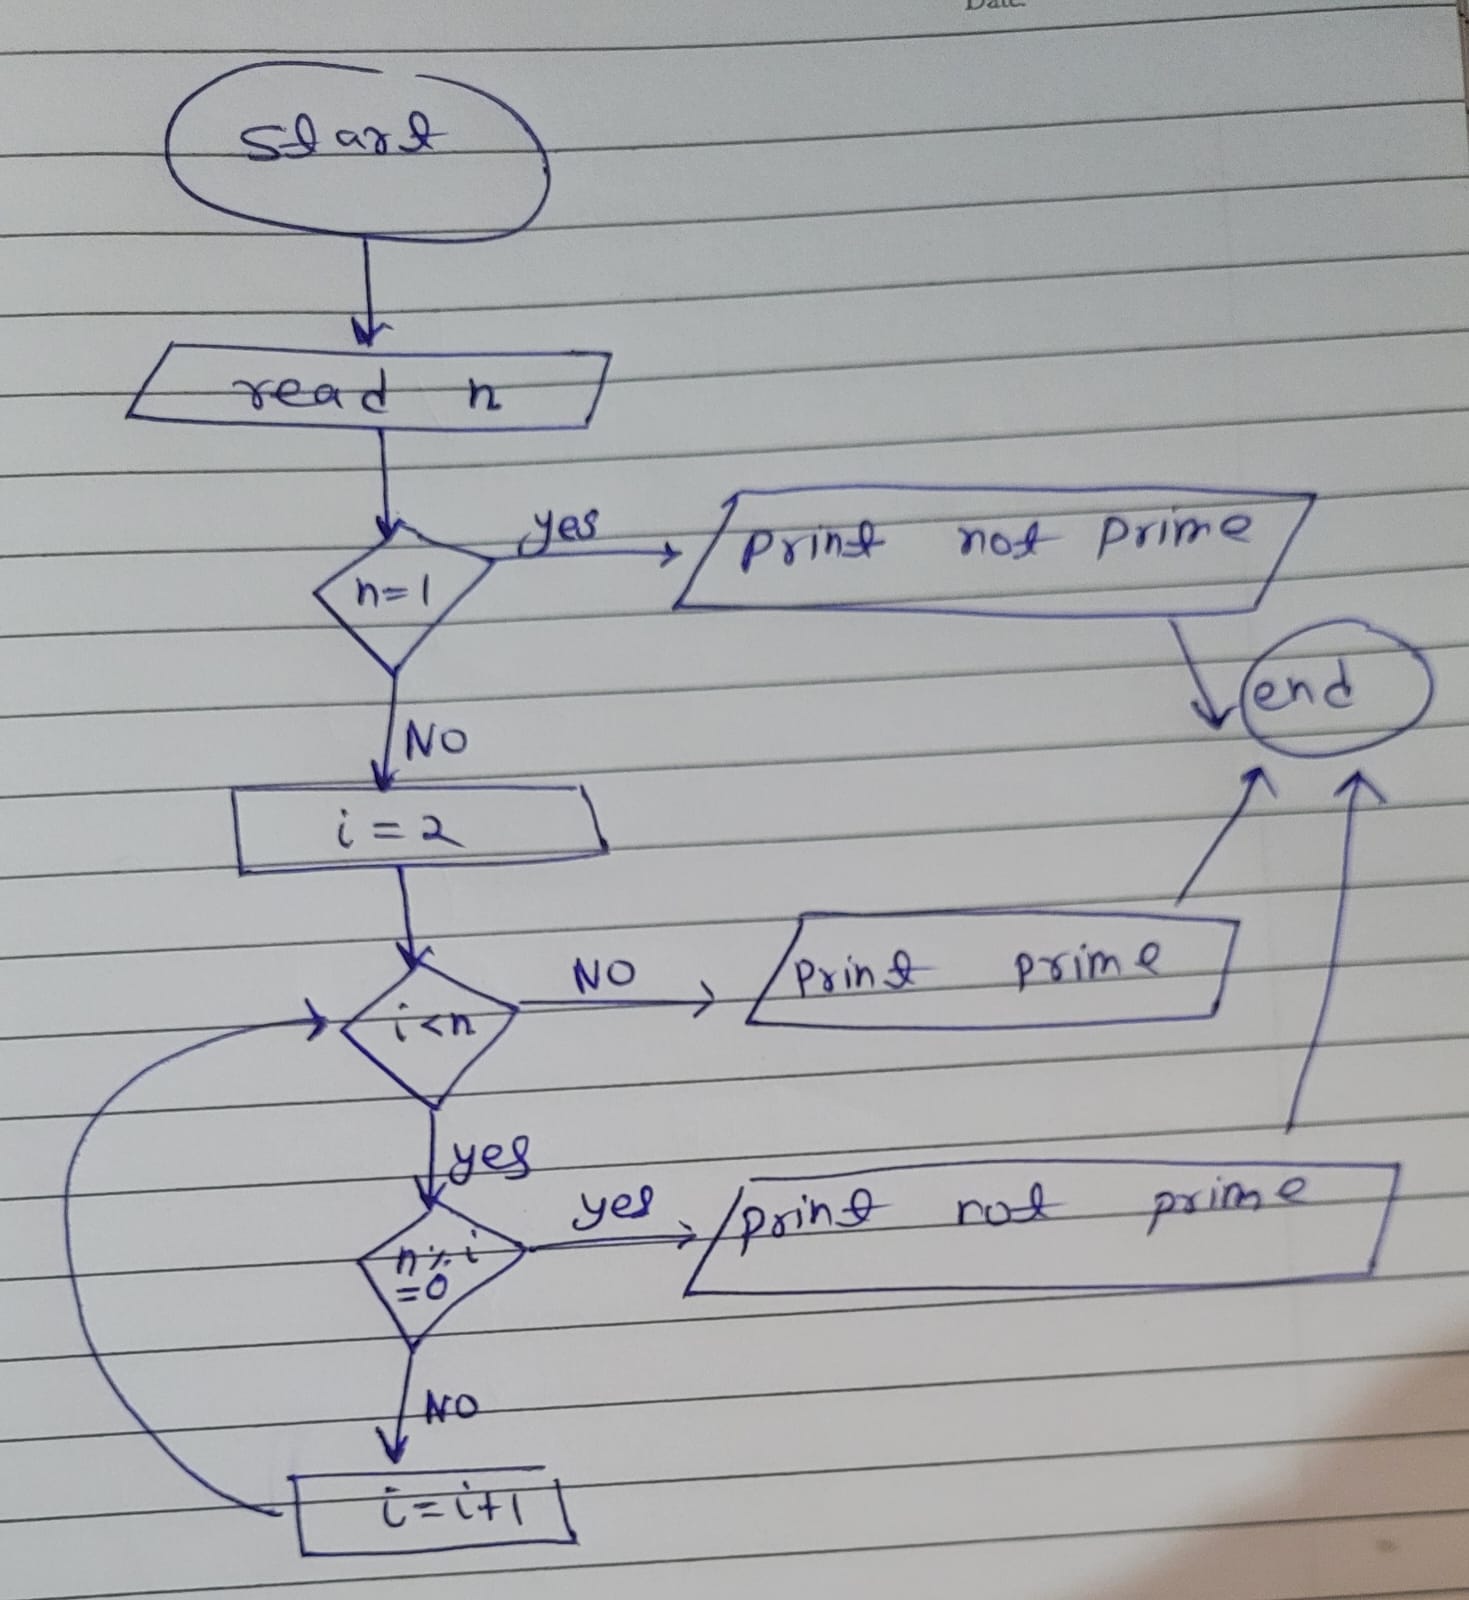 Date
start
read n
n=1
yes
print not prime
end
NO
i = 2
i<n
NO
print prime
yes
n%i
=0
yes
print not prime
NO
i=i+1